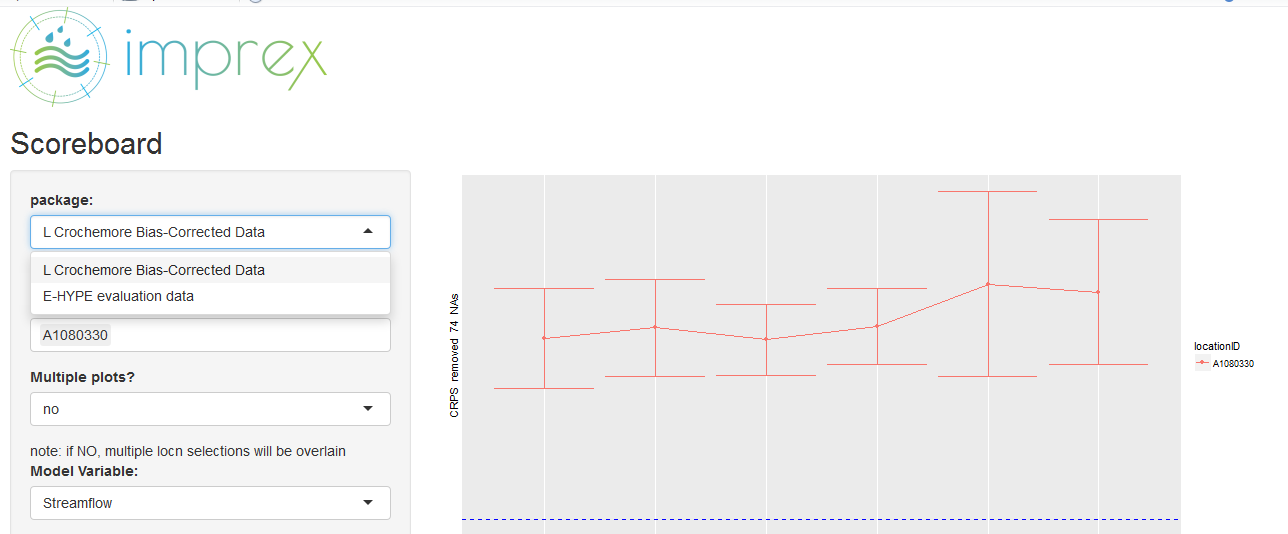 imprex
Scoreboard
package:
L Crochemore Bias-Corrected Data
L Crochemore Bias-Corrected Data
E-HYPE evaluation data
A1080330
Multiple plots?
no
note: if NO, multiple locn selections will be overlain
Model Variable:
Streamflow
CRPS removed 74 NAs
locationID
A1080330